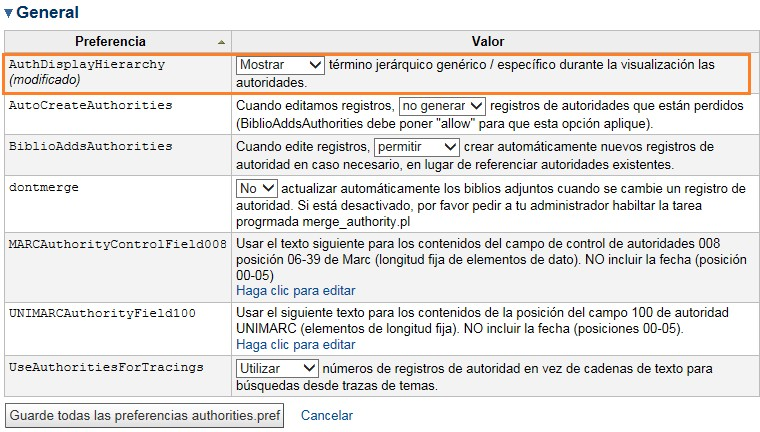 General
Preferencia Valor
AuthDisplayHierarchy
(modificado)
Mostrar término jerárquico genérico / específico durante la visualización las
autoridades.
AutoCreateAuthorities
Cuando editamos registros, no generar registros de autoridades que están perdidos
(BiblioAddsAuthorities debe poner "allow" para que esta opción aplique).
BiblioAddsAuthorities
Cuando edite registros, permitir crear automáticamente nuevos registros de
autoridad en caso necesario, en lugar de referenciar autoridades existentes.
dontmerge
No actualizar automáticamente los biblios adjuntos cuando se cambie un registro de
autoridad. Si está desactivado, por favor pedir a tu administrador habiltar la tarea
progrmada merge_authority.pl
MARCAuthorityControlField008
Usar el texto siguiente para los contenidos del campo de control de autoridades 008
posición 06-39 de Marc (longitud fija de elementos de dato). NO incluir la fecha (posición
00-05)
Haga clic para editar
UNIMARCAuthorityField100
Usar el siguiente texto para los contenidos de la posición del campo 100 de autoridad
UNIMARC (elementos de longitud fija). NO incluir la fecha (posiciones 00-05).
Haga clic para editar
UseAuthoritiesForTracings
Utilizar números de registros de autoridad en vez de cadenas de texto para
búsquedas desde trazas de temas.
Guarde todas las preferencias authorities.pref Cancelar